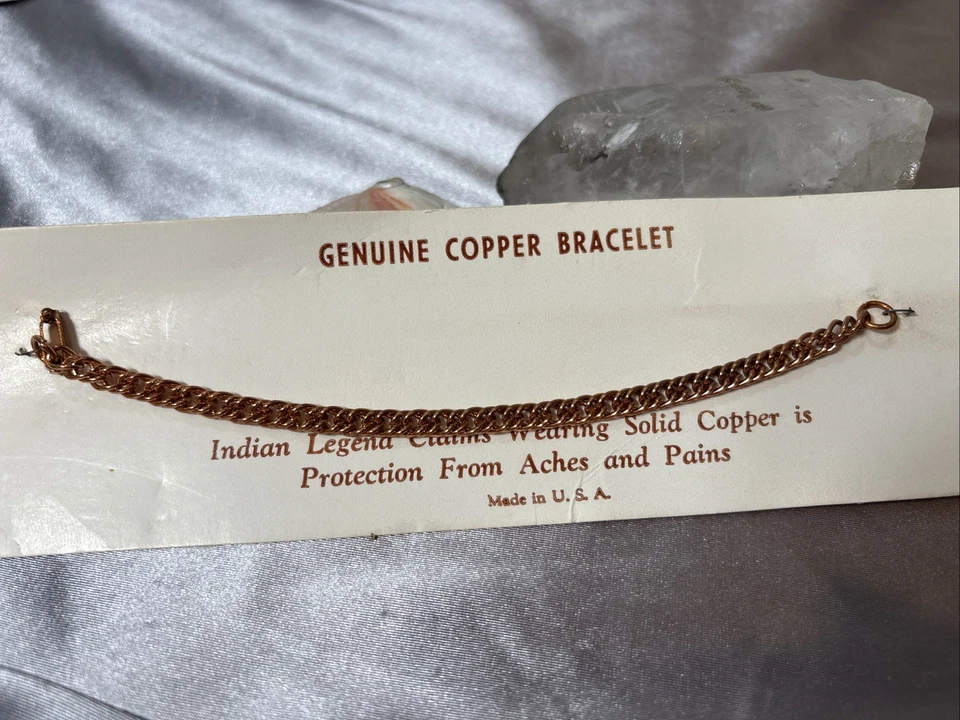 GENUINE COPPER BRACELET
Indian Legend Claims Wearing Solid Copper is
Protection From Aches and Pains
Made in U. S. A.